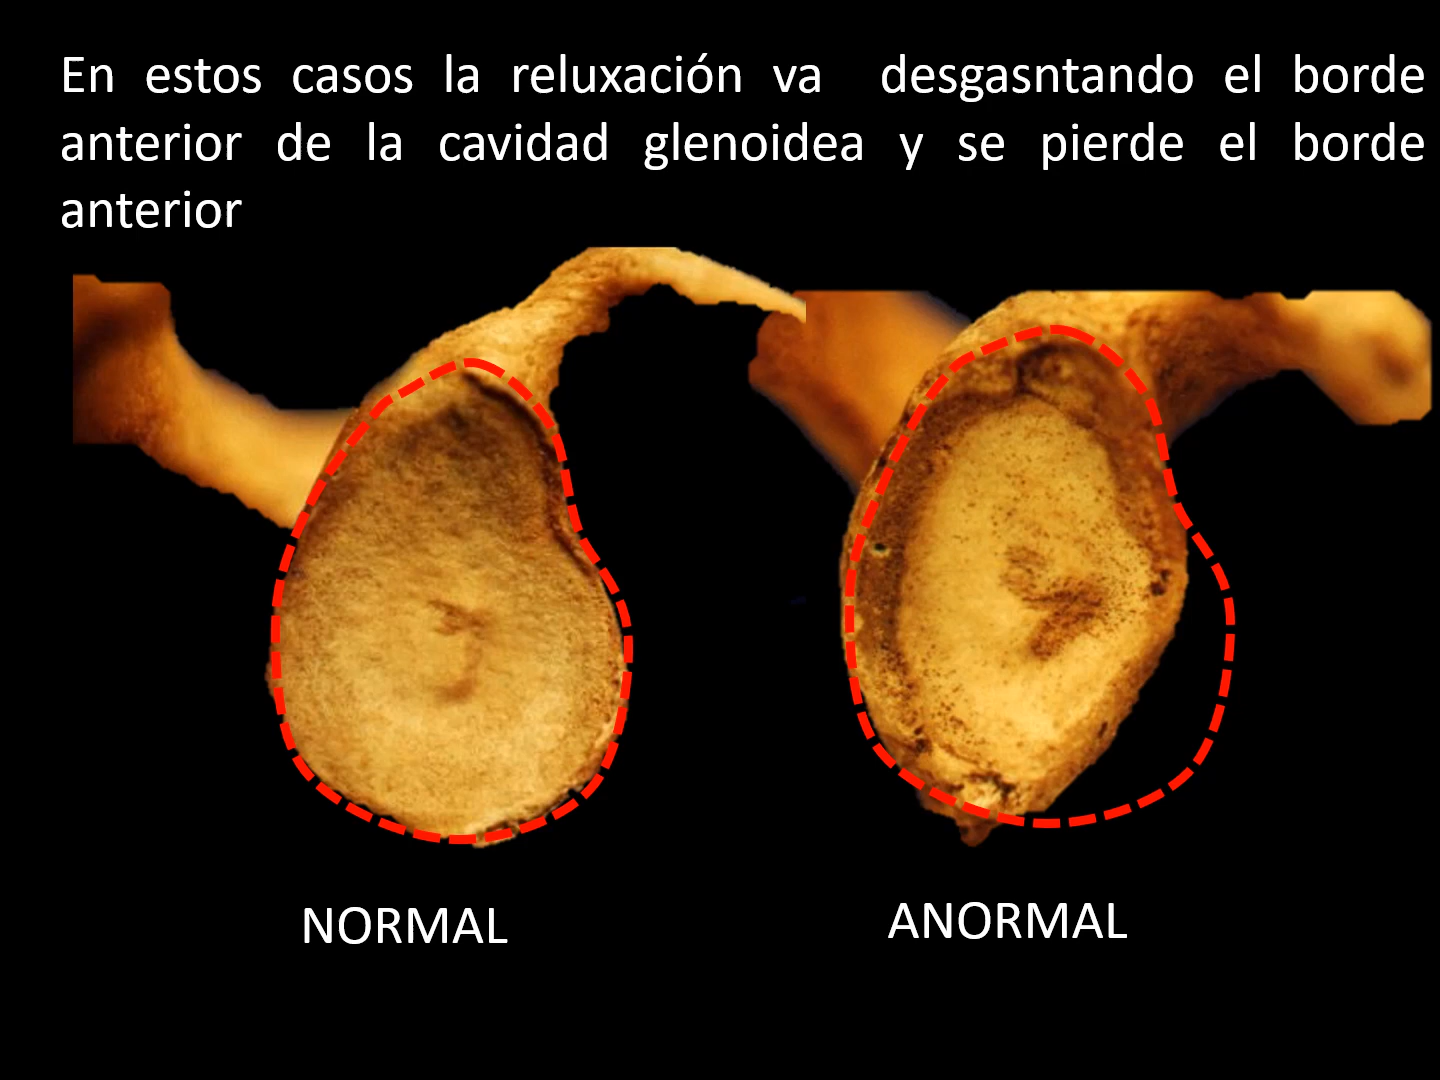 En estos casos la reluxación va desgasntando el borde
anterior de la cavidad glenoidea y se pierde el borde
anterior
NORMAL
ANORMAL